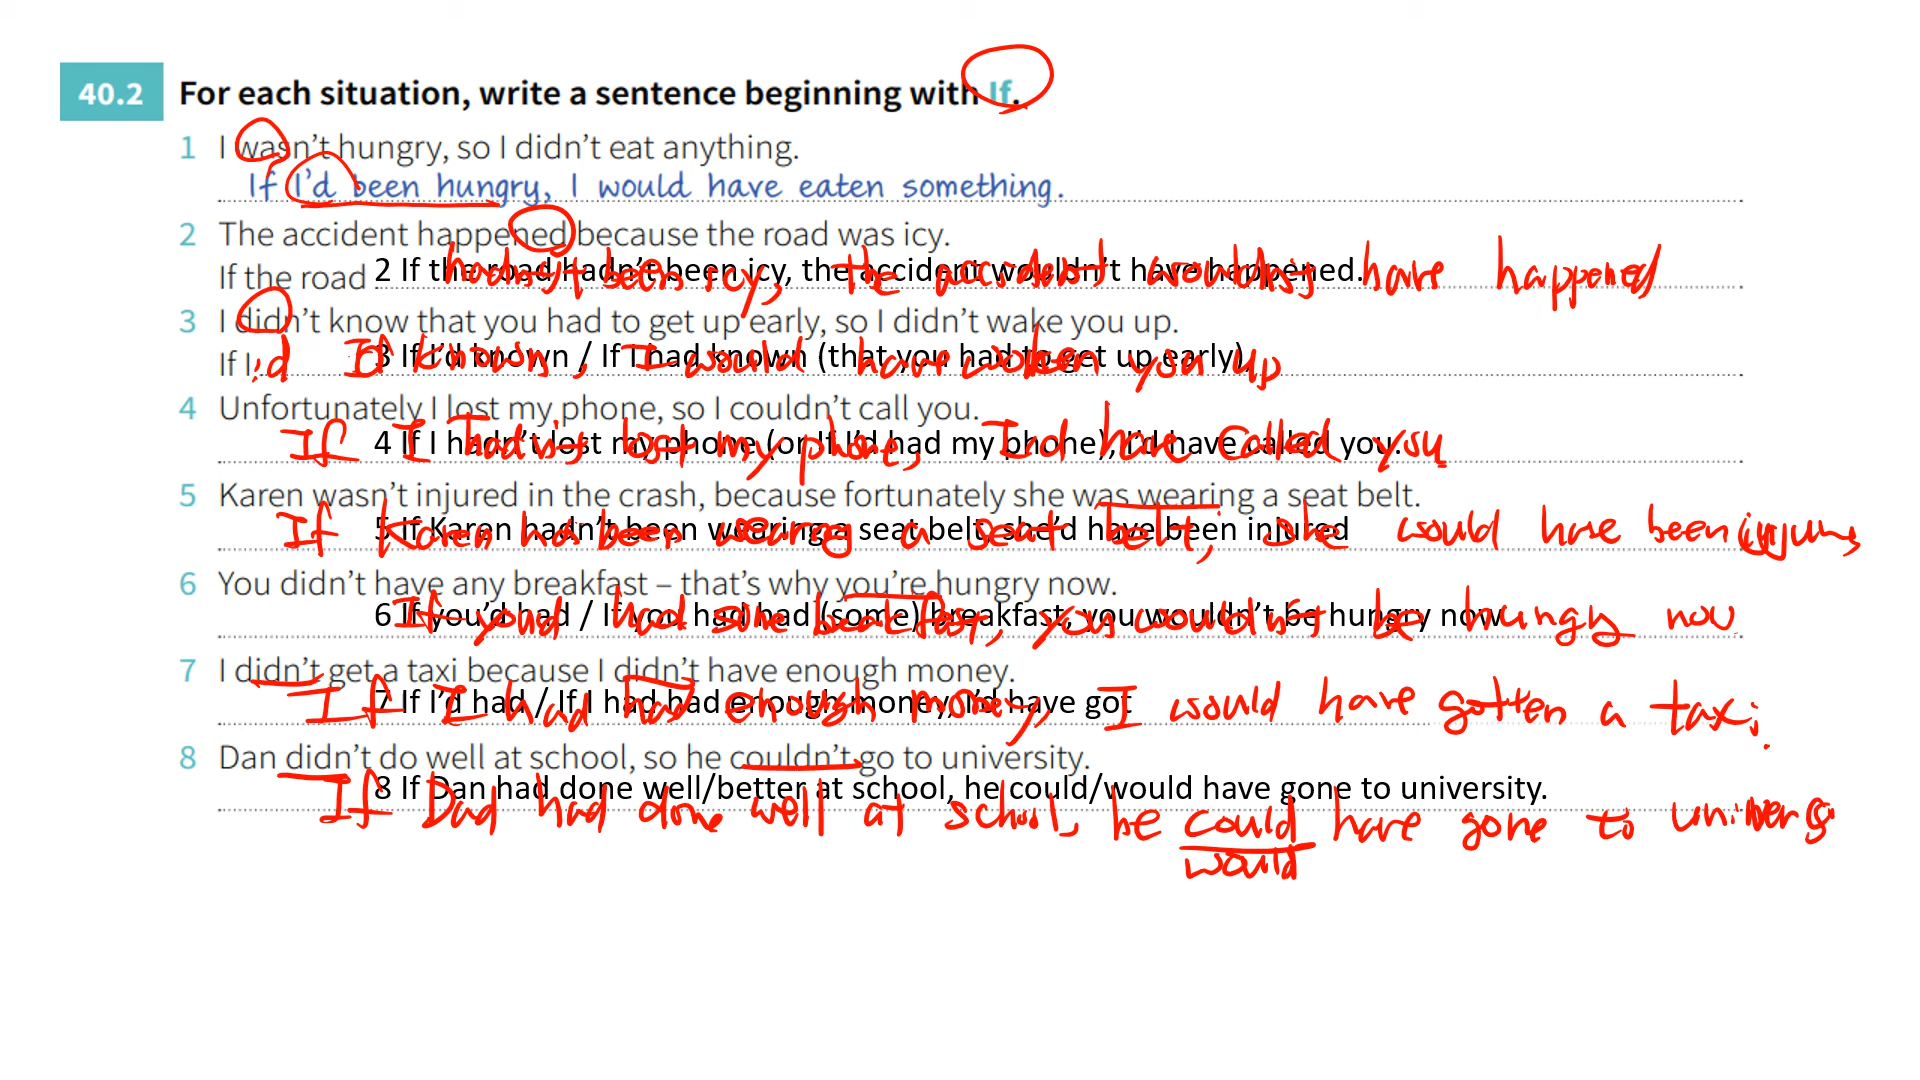 40.2 For each situation, write a sentence beginning with If.
1 I wasn't hungry, so I didn't eat anything.
If I'd been hungry, I would have eaten something.
2 The accident happened because the road was icy.
If the road 2 If the road hadn't been icy, the accident wouldn't have happened.
hadn't been icy, the accident wouldn't have happened
3 I didn't know that you had to get up early, so I didn't wake you up.
If I 3 If I'd known / If I had known (that you had to get up early),
'd If known, I would have woken you up
4 Unfortunately I lost my phone, so I couldn't call you.
4 If I hadn't lost my phone (or If I'd had my phone), I'd have called you.
If I hadn't lost my phone, I'd have called you
5 Karen wasn't injured in the crash, because fortunately she was wearing a seat belt.
5 If Karen hadn't been wearing a seat belt, she'd have been injured
If Karen been wearing a seat belt, she would have been
6 You didn't have any breakfast – that's why you're hungry now.
6 If you'd had / If you had had (some) breakfast, you wouldn't be hungry now
If you'd had some breakfast, you wouldn't be hungry now.
7 I didn't get a taxi because I didn't have enough money.
7 If I'd had / If I had had enough money, I'd have got
If I had had enough money, I would have gotten a taxi.
8 Dan didn't do well at school, so he couldn't go to university.
8 If Dan had done well/better at school, he could/would have gone to university.
If Dad had done well at school, he could have gone to
would